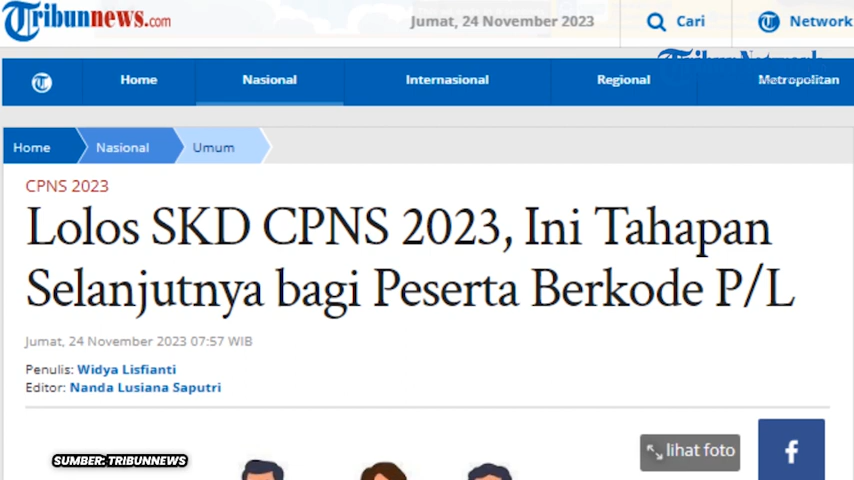 Tribunnews.com
Jumat, 24 November 2023
Cari
Network
Tribun Network
Home
Nasional
Internasional
Regional
Metropolitan
Home
Nasional
Umum
CPNS 2023
Lolos SKD CPNS 2023, Ini Tahapan
Selanjutnya bagi Peserta Berkode P/L
Jumat, 24 November 2023 07:57 WIB
Penulis: Widya Lisfianti
Editor: Nanda Lusiana Saputri
lihat foto
f
SUMBER: TRIBUNNEWS